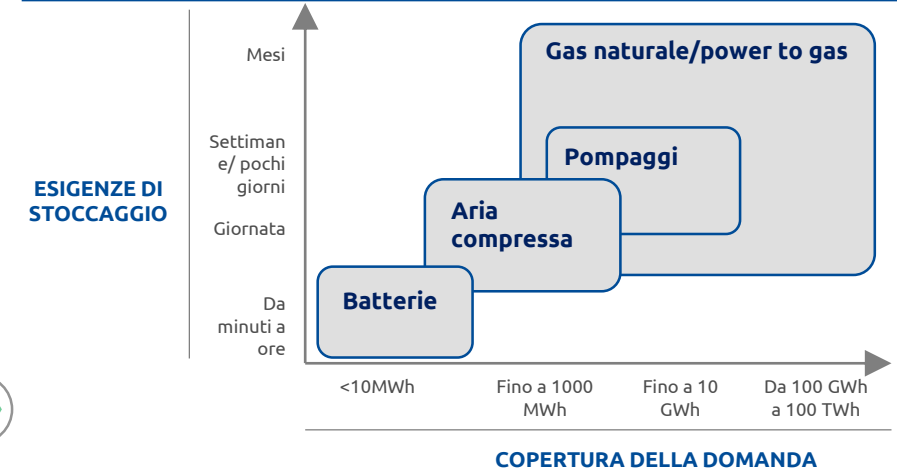 Mesi
Gas naturale/power to gas
Settiman
e/ pochi
giorni
Pompaggi
ESIGENZE DI
STOCCAGGIO
Aria
compressa
Giornata
Batterie
Da
minuti a
ore
<10MWh
Fino a 1000
MWh
Fino a 10
GWh
Da 100 GWh
a 100 TWh
COPERTURA DELLA DOMANDA